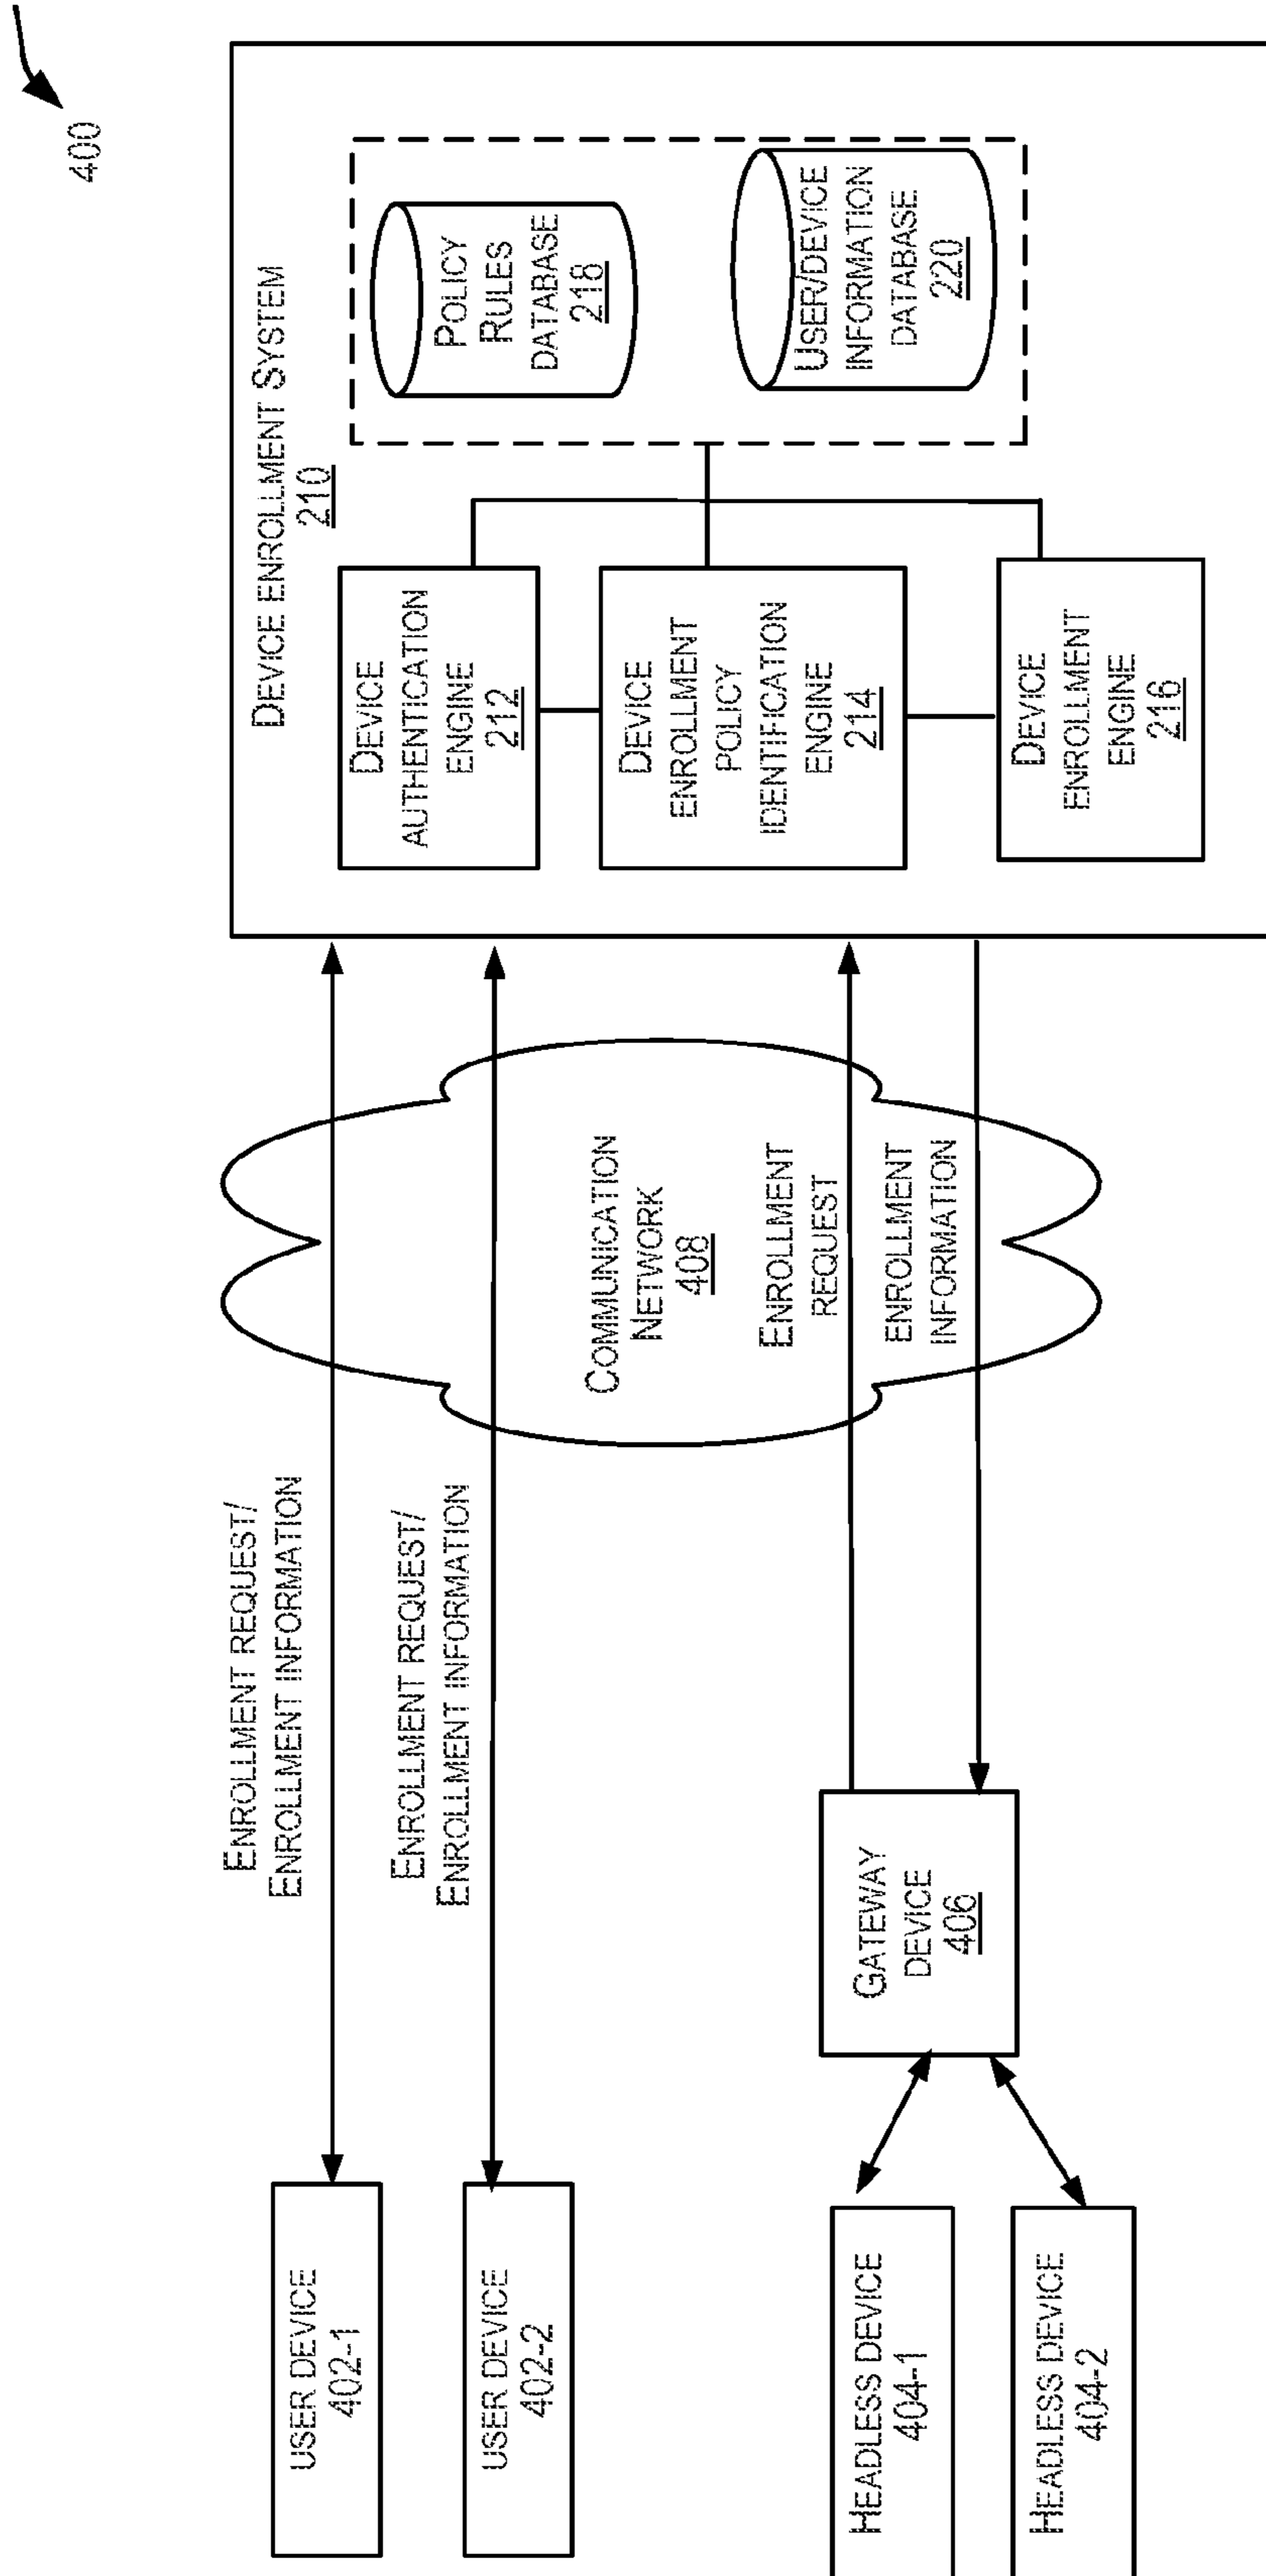 400
DEVICE ENROLLMENT SYSTEM
210
DEVICE
AUTHENTICATION
ENGINE
212
DEVICE
ENROLLMENT
POLICY
IDENTIFICATION
ENGINE
214
DEVICE
ENROLLMENT
ENGINE
216
POLICY
RULES
DATABASE
218
USER/DEVICE
INFORMATION
DATABASE
220
COMMUNICATION
NETWORK
408
ENROLLMENT
REQUEST
ENROLLMENT
INFORMATION
ENROLLMENT REQUEST/
ENROLLMENT INFORMATION
ENROLLMENT REQUEST/
ENROLLMENT INFORMATION
GATEWAY
DEVICE
406
USER DEVICE
402-1
USER DEVICE
402-2
HEADLESS DEVICE
404-1
HEADLESS DEVICE
404-2